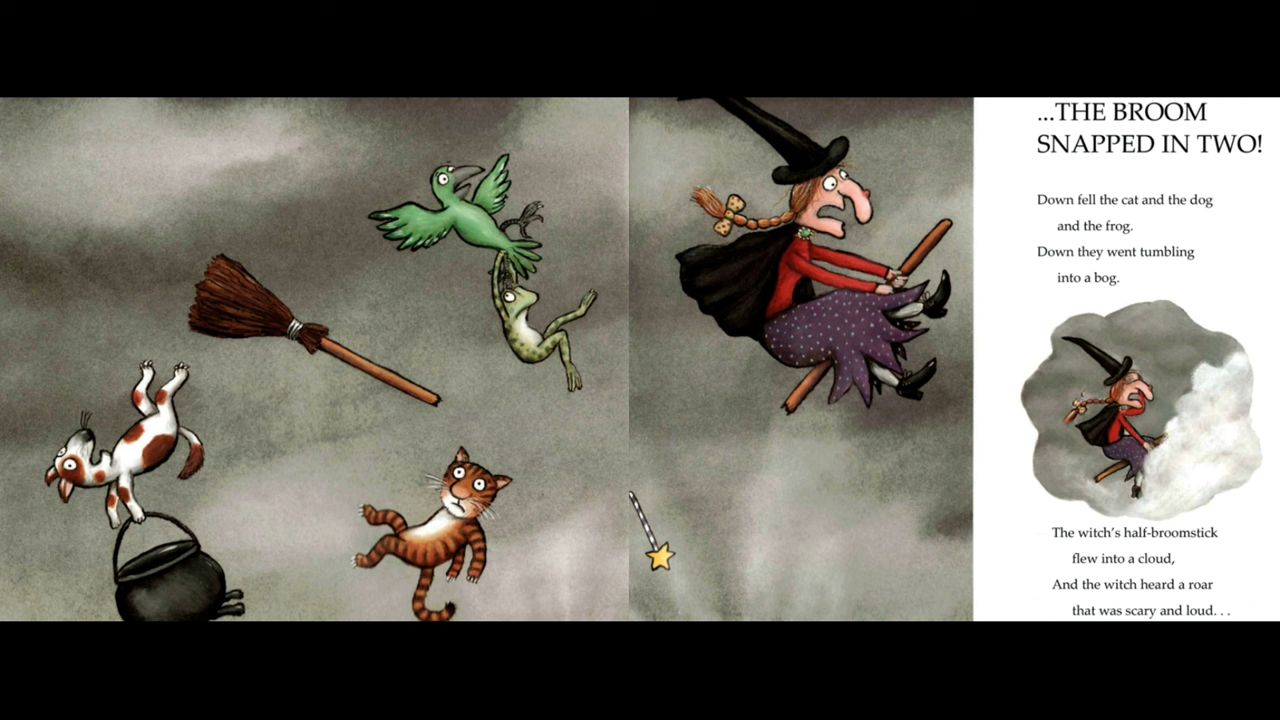 ...THE BROOM
SNAPPED IN TWO!
Down fell the cat and the dog
and the frog.
Down they went tumbling
into a bog.
The witch's half-broomstick
flew into a cloud,
And the witch heard a roar
that was scary and loud. . .